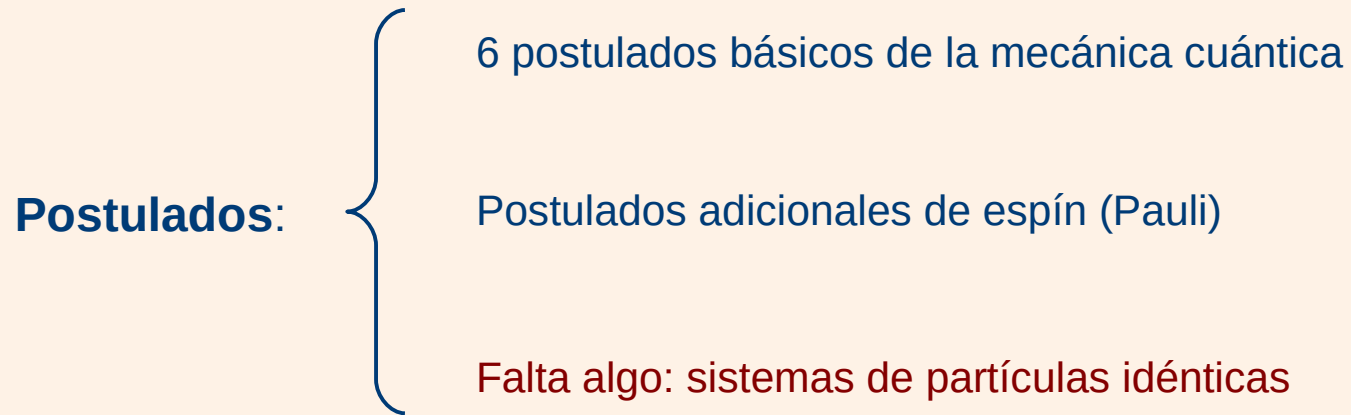 6 postulados básicos de la mecánica cuántica
Postulados: Postulados adicionales de espín (Pauli)
Falta algo: sistemas de partículas idénticas